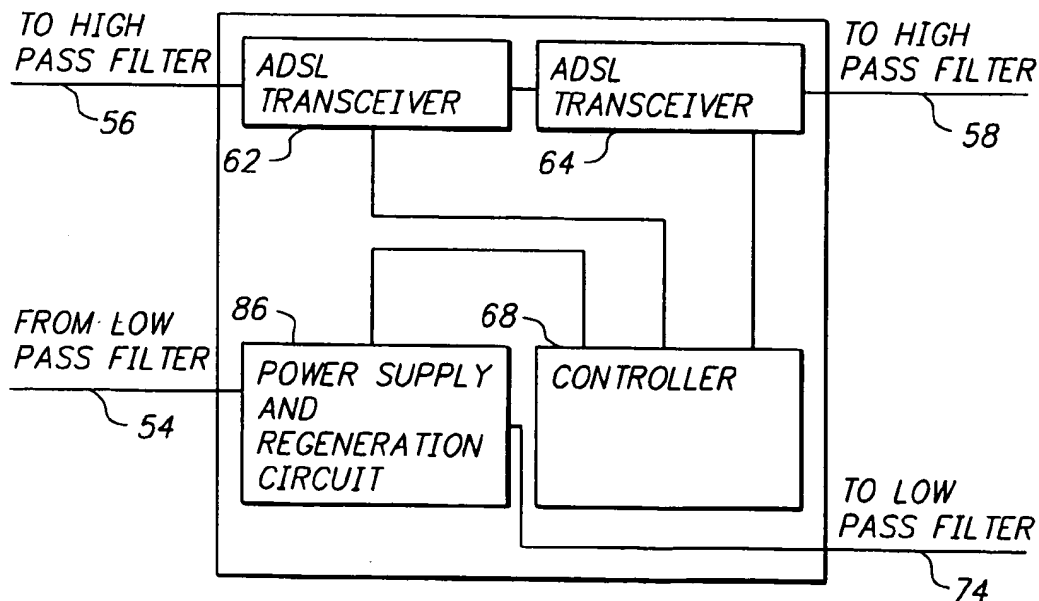 TO HIGH
PASS FILTER
56
ADSL
TRANSCEIVER
62
ADSL
TRANSCEIVER
64
TO HIGH
PASS FILTER
58
FROM LOW
PASS FILTER
54
86
POWER SUPPLY
AND
REGENERATION
CIRCUIT
68
CONTROLLER
TO LOW
PASS FILTER
74